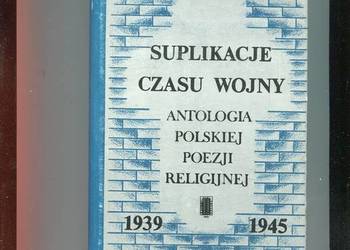 SUPLIKACJE
CZASU WOJNY
ANTOLOGIA
POLSKIEJ
POEZJI
RELIGIJNEJ
1939 1945